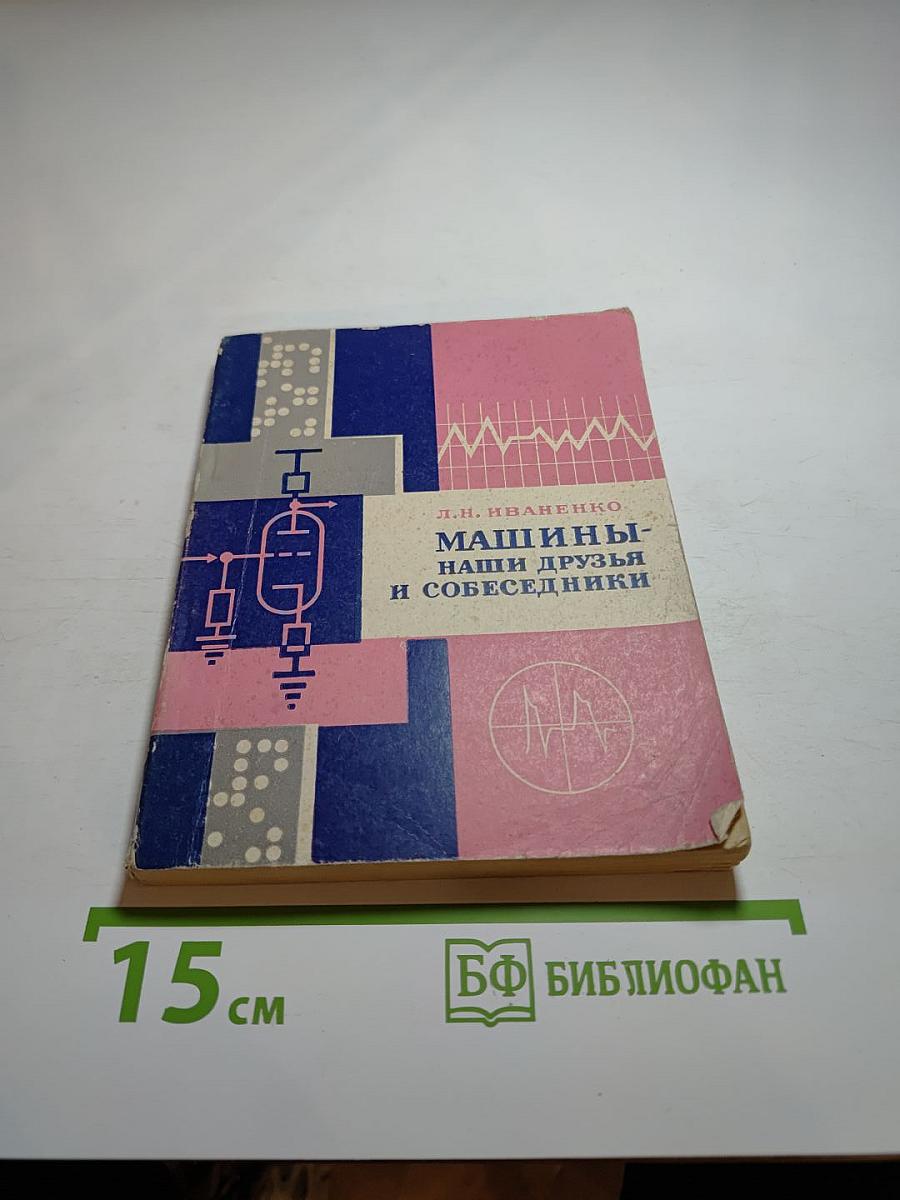 Л.Н. ИВАНЕНКО
МАШИНЫ-
НАШИ ДРУЗЬЯ
И СОБЕСЕДНИКИ
15 см
БФ БИБЛИОФАН